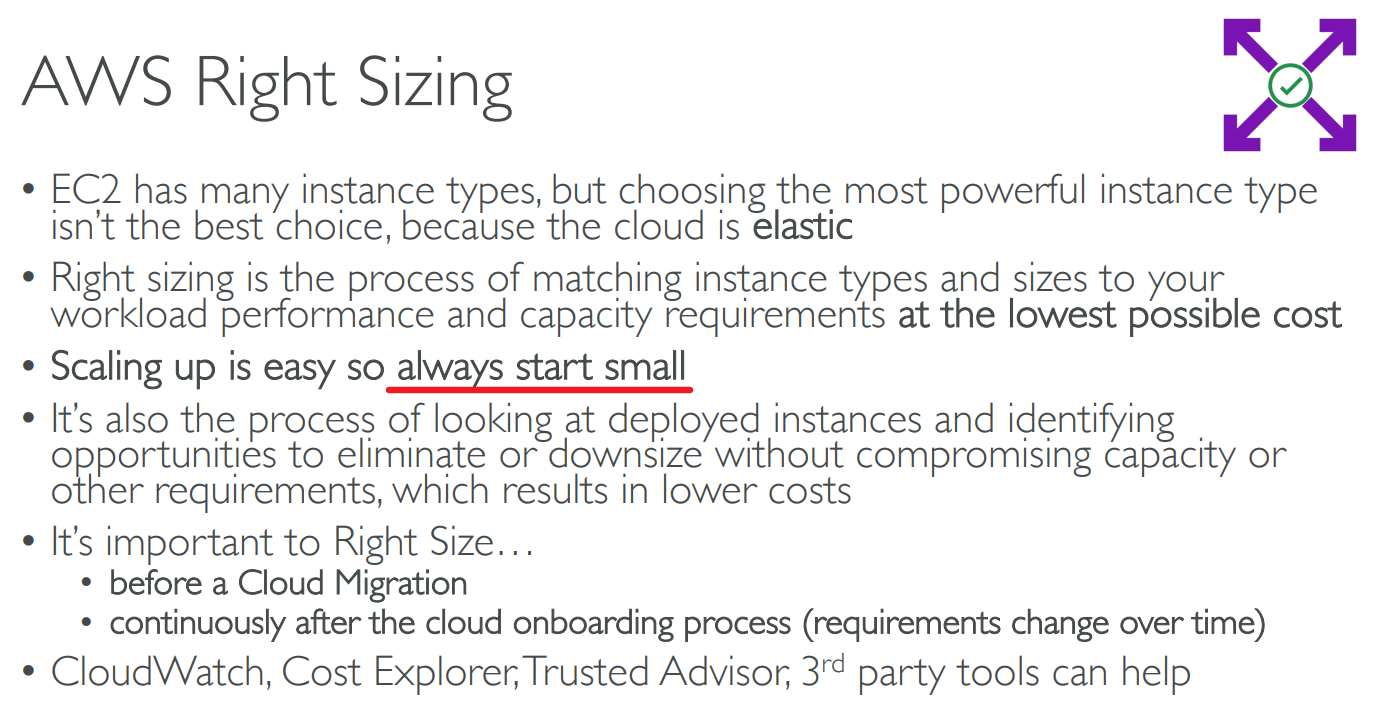 AWS Right Sizing
• EC2 has many instance types, but choosing the most powerful instance type
isn't the best choice, because the cloud is elastic
• Right sizing is the process of matching instance types and sizes to your
workload performance and capacity requirements at the lowest possible cost
• Scaling up is easy so always start small
• It's also the process of looking at deployed instances and identifying
opportunities to eliminate or downsize without compromising capacity or
other requirements, which results in lower costs
• It's important to Right Size…
• before a Cloud Migration
• continuously after the cloud onboarding process (requirements change over time)
• CloudWatch, Cost Explorer, Trusted Advisor, 3rd party tools can help